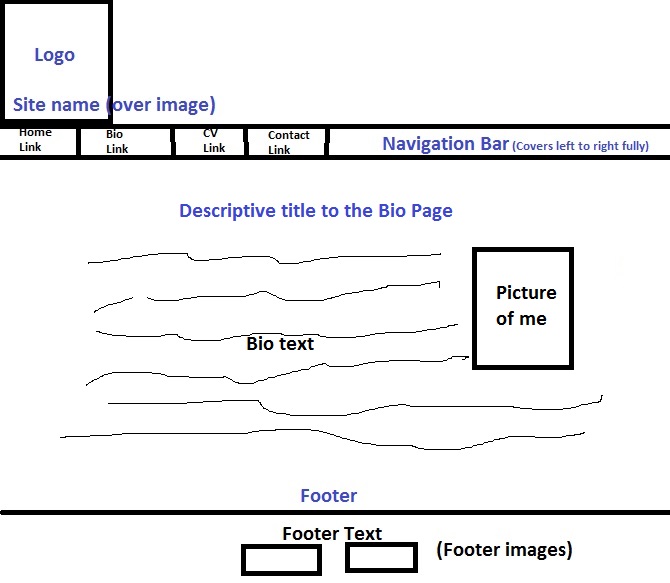 Logo
Site name (over image)
Home
Link
Bio
Link
CV
Link
Contact
Link
Navigation Bar (Covers left to right fully)
Descriptive title to the Bio Page
Picture
of me
Bio text
Footer
Footer Text
(Footer images)